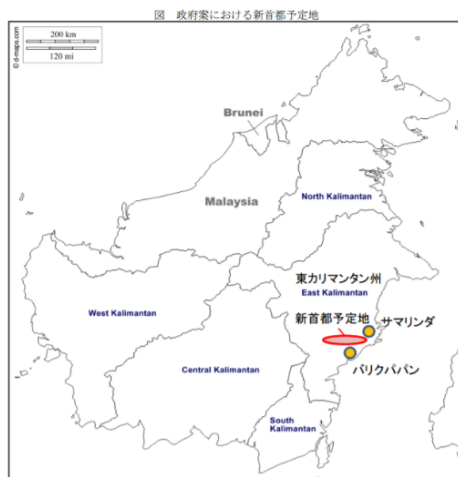 図 政府案における新首都予定地
200 km
120 mi
© d-maps.com
Brunei
Malaysia
North Kalimantan
東カリマンタン州
East Kalimantan
West Kalimantan
新首都予定地
サマリンダ
Central Kalimantan
バリクパパン
South
Kalimantan